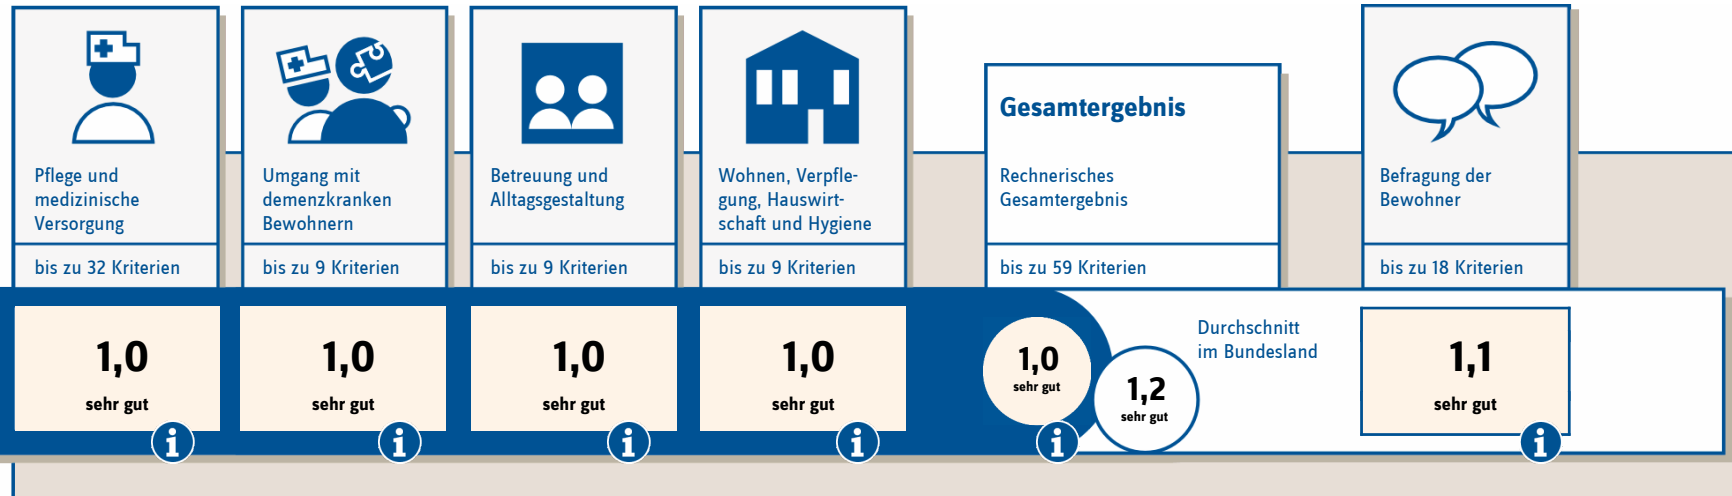 Pflege und
medizinische
Versorgung
bis zu 32 Kriterien
1,0
sehr gut
i
Umgang mit
demenzkranken
Bewohnern
bis zu 9 Kriterien
1,0
sehr gut
i
Betreuung und
Alltagsgestaltung
bis zu 9 Kriterien
1,0
sehr gut
i
Wohnen, Verpfle-
gung, Hauswirt-
schaft und Hygiene
bis zu 9 Kriterien
1,0
sehr gut
i
Gesamtergebnis
Rechnerisches
Gesamtergebnis
bis zu 59 Kriterien
1,0
sehr gut
i
1,2
sehr gut
Durchschnitt
im Bundesland
Befragung der
Bewohner
bis zu 18 Kriterien
1,1
sehr gut
i